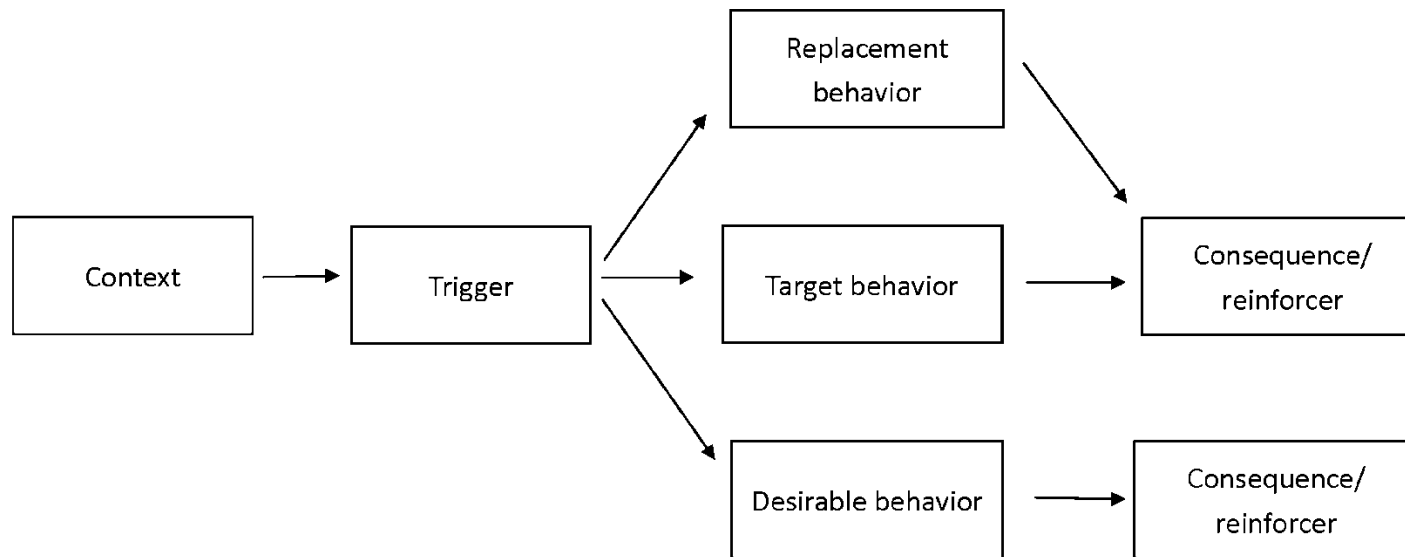 Replacement
behavior
Context
Trigger
Target behavior
Consequence/
reinforcer
Desirable behavior
Consequence/
reinforcer